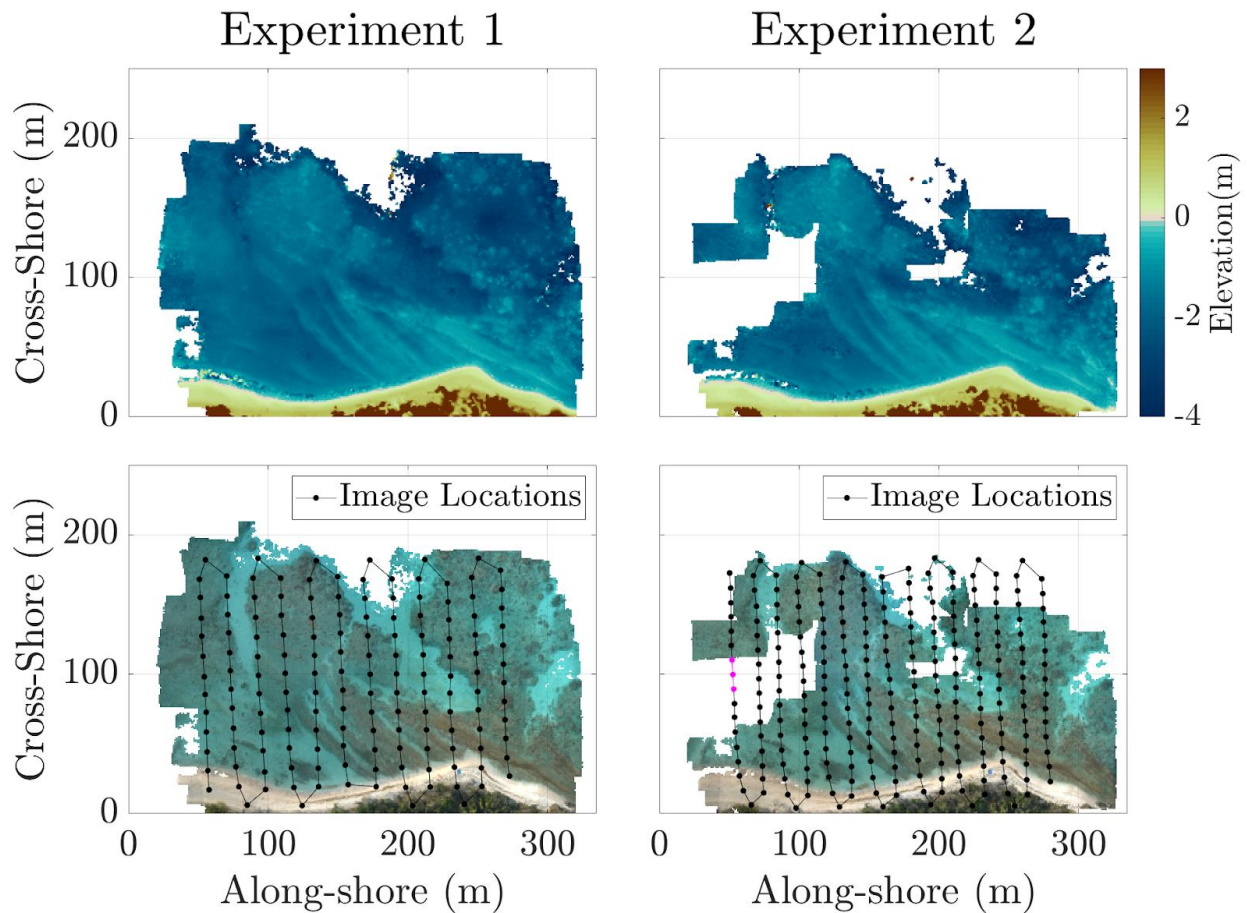 Experiment 1
Experiment 2
Cross-Shore (m)
200
100
0
2
0
-2
-4
Elevation(m)
Image Locations
Image Locations
Cross-Shore (m)
200
100
0
0
100
200
300
0
100
200
300
Along-shore (m)
Along-shore (m)